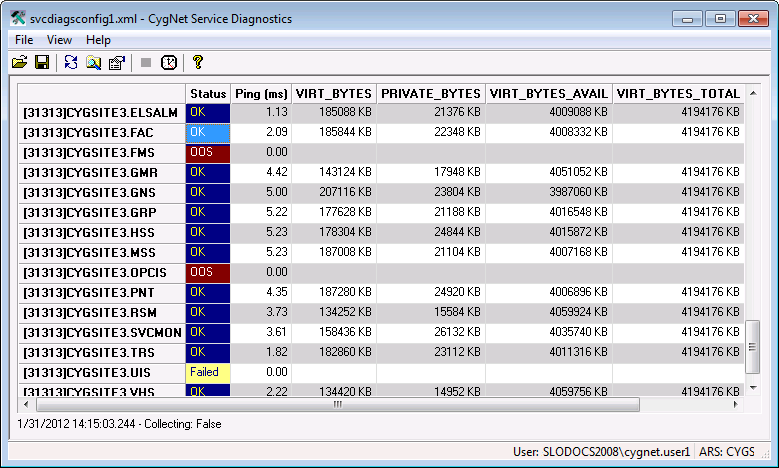 svcdiagsconfig1.xml - CygNet Service Diagnostics
File View Help
Status Ping (ms) VIRT_BYTES PRIVATE_BYTES VIRT_BYTES_AVAIL VIRT_BYTES_TOTAL
[31313]CYGSITE3.ELSALM OK 1.13 185088 KB 21376 KB 4009088 KB 4194176 KB
[31313]CYGSITE3.FAC OK 2.09 185844 KB 22348 KB 4008332 KB 4194176 KB
[31313]CYGSITE3.FMS OOS 0.00
[31313]CYGSITE3.GMR OK 4.42 143124 KB 17948 KB 4051052 KB 4194176 KB
[31313]CYGSITE3.GNS OK 5.00 207116 KB 23804 KB 3987060 KB 4194176 KB
[31313]CYGSITE3.GRP OK 5.22 177628 KB 21188 KB 4016548 KB 4194176 KB
[31313]CYGSITE3.HSS OK 5.23 178304 KB 24844 KB 4015872 KB 4194176 KB
[31313]CYGSITE3.MSS OK 5.23 187008 KB 21104 KB 4007168 KB 4194176 KB
[31313]CYGSITE3.OPCIS OOS 0.00
[31313]CYGSITE3.PNT OK 4.35 187280 KB 24920 KB 4006896 KB 4194176 KB
[31313]CYGSITE3.RSM OK 3.73 134252 KB 15584 KB 4059924 KB 4194176 KB
[31313]CYGSITE3.SVCMON OK 3.61 158436 KB 26132 KB 4035740 KB 4194176 KB
[31313]CYGSITE3.TRS OK 1.82 182860 KB 23112 KB 4011316 KB 4194176 KB
[31313]CYGSITE3.UIS Failed 0.00
[31313]CYGSITE3.VHS OK 2.22 134420 KB 14952 KB 4059756 KB 4194176 KB
1/31/2012 14:15:03.244 - Collecting: False
User: SLODOCS2008\cygnet.user1 ARS: CYGS